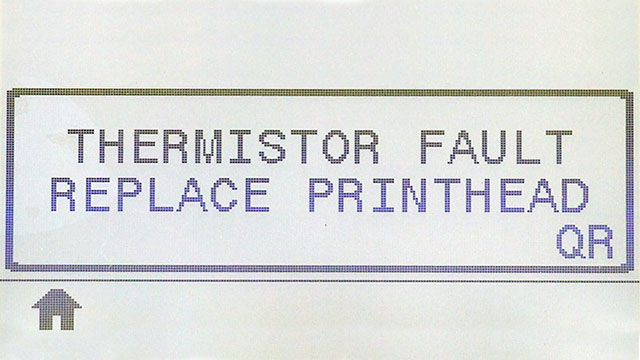 THERMISTOR FAULT
REPLACE PRINTHEAD
QR